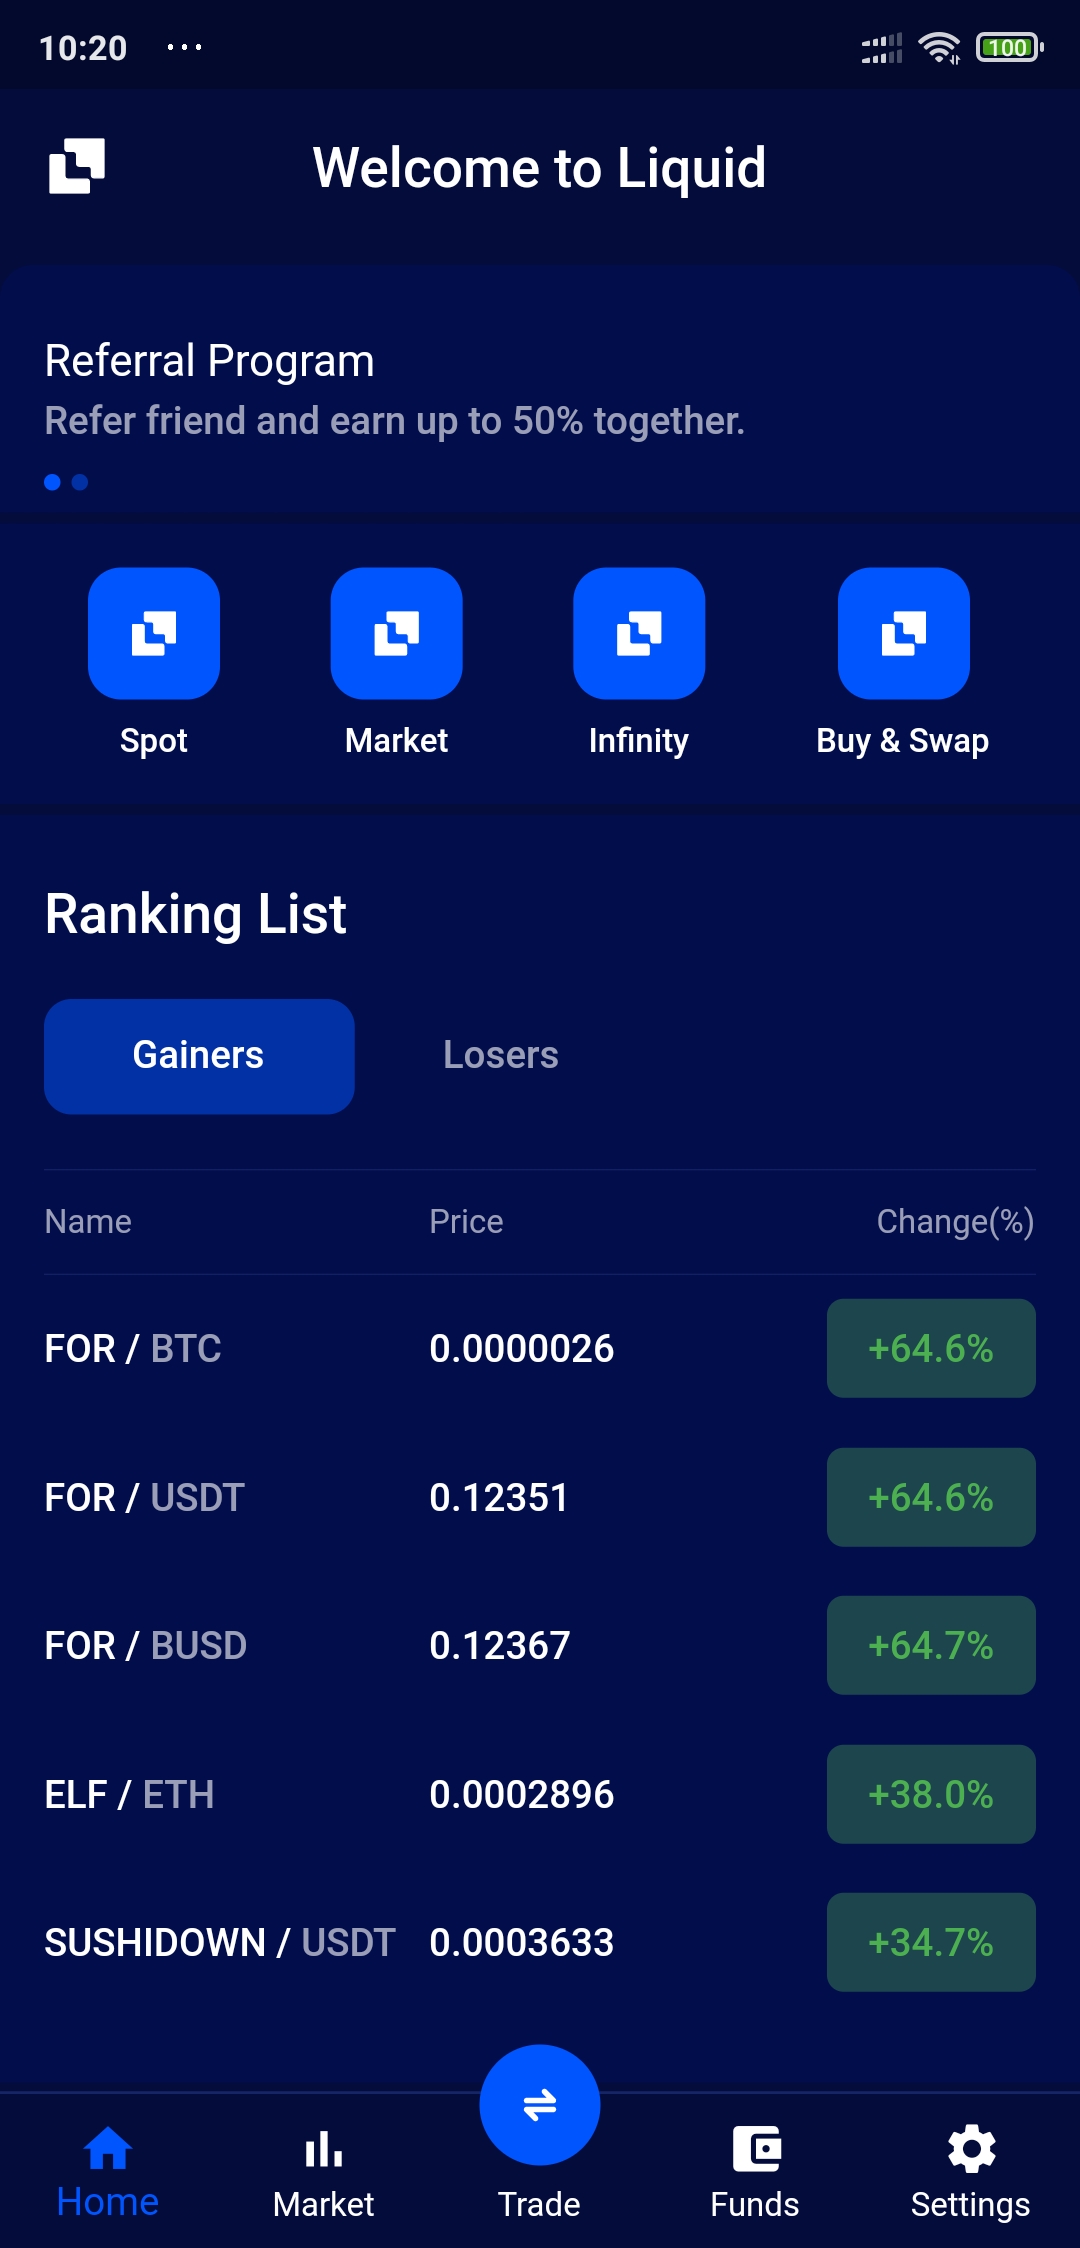 10:20 ... 100
Welcome to Liquid
Referral Program
Refer friend and earn up to 50% together.
Spot Market Infinity Buy & Swap
Ranking List
Gainers Losers
Name Price Change(%)
FOR / BTC 0.0000026 +64.6%
FOR / USDT 0.12351 +64.6%
FOR / BUSD 0.12367 +64.7%
ELF / ETH 0.0002896 +38.0%
SUSHIDOWN / USDT 0.0003633 +34.7%
Home Market Trade Funds Settings